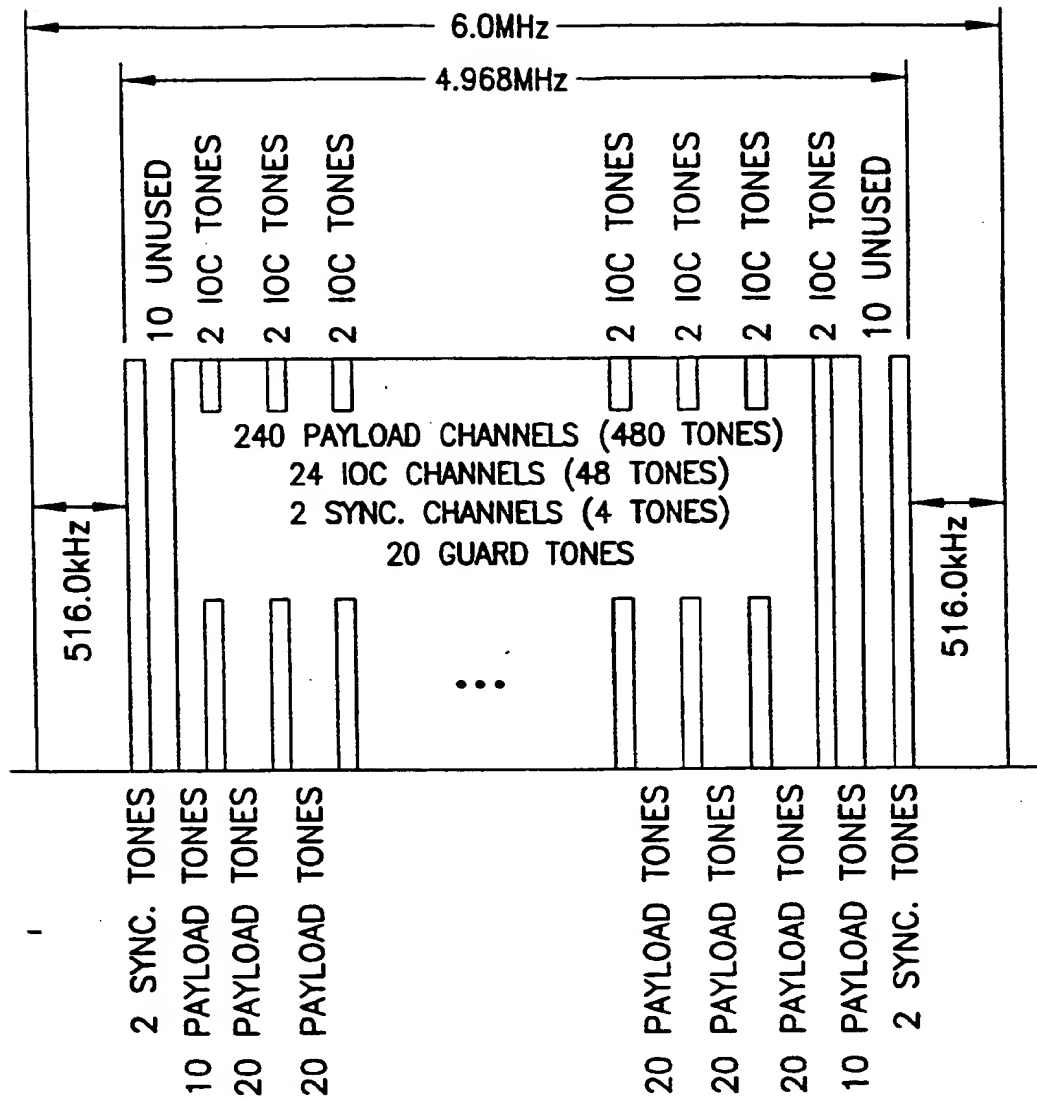 6.0MHz
4.968MHz
10 UNUSED
2 IOC TONES
2 IOC TONES
2 IOC TONES
2 IOC TONES
2 IOC TONES
2 IOC TONES
2 IOC TONES
10 UNUSED
240 PAYLOAD CHANNELS (480 TONES)
24 IOC CHANNELS (48 TONES)
2 SYNC. CHANNELS (4 TONES)
20 GUARD TONES
516.0kHz
516.0kHz
...
2 SYNC. TONES
10 PAYLOAD TONES
20 PAYLOAD TONES
20 PAYLOAD TONES
20 PAYLOAD TONES
20 PAYLOAD TONES
20 PAYLOAD TONES
10 PAYLOAD TONES
2 SYNC. TONES